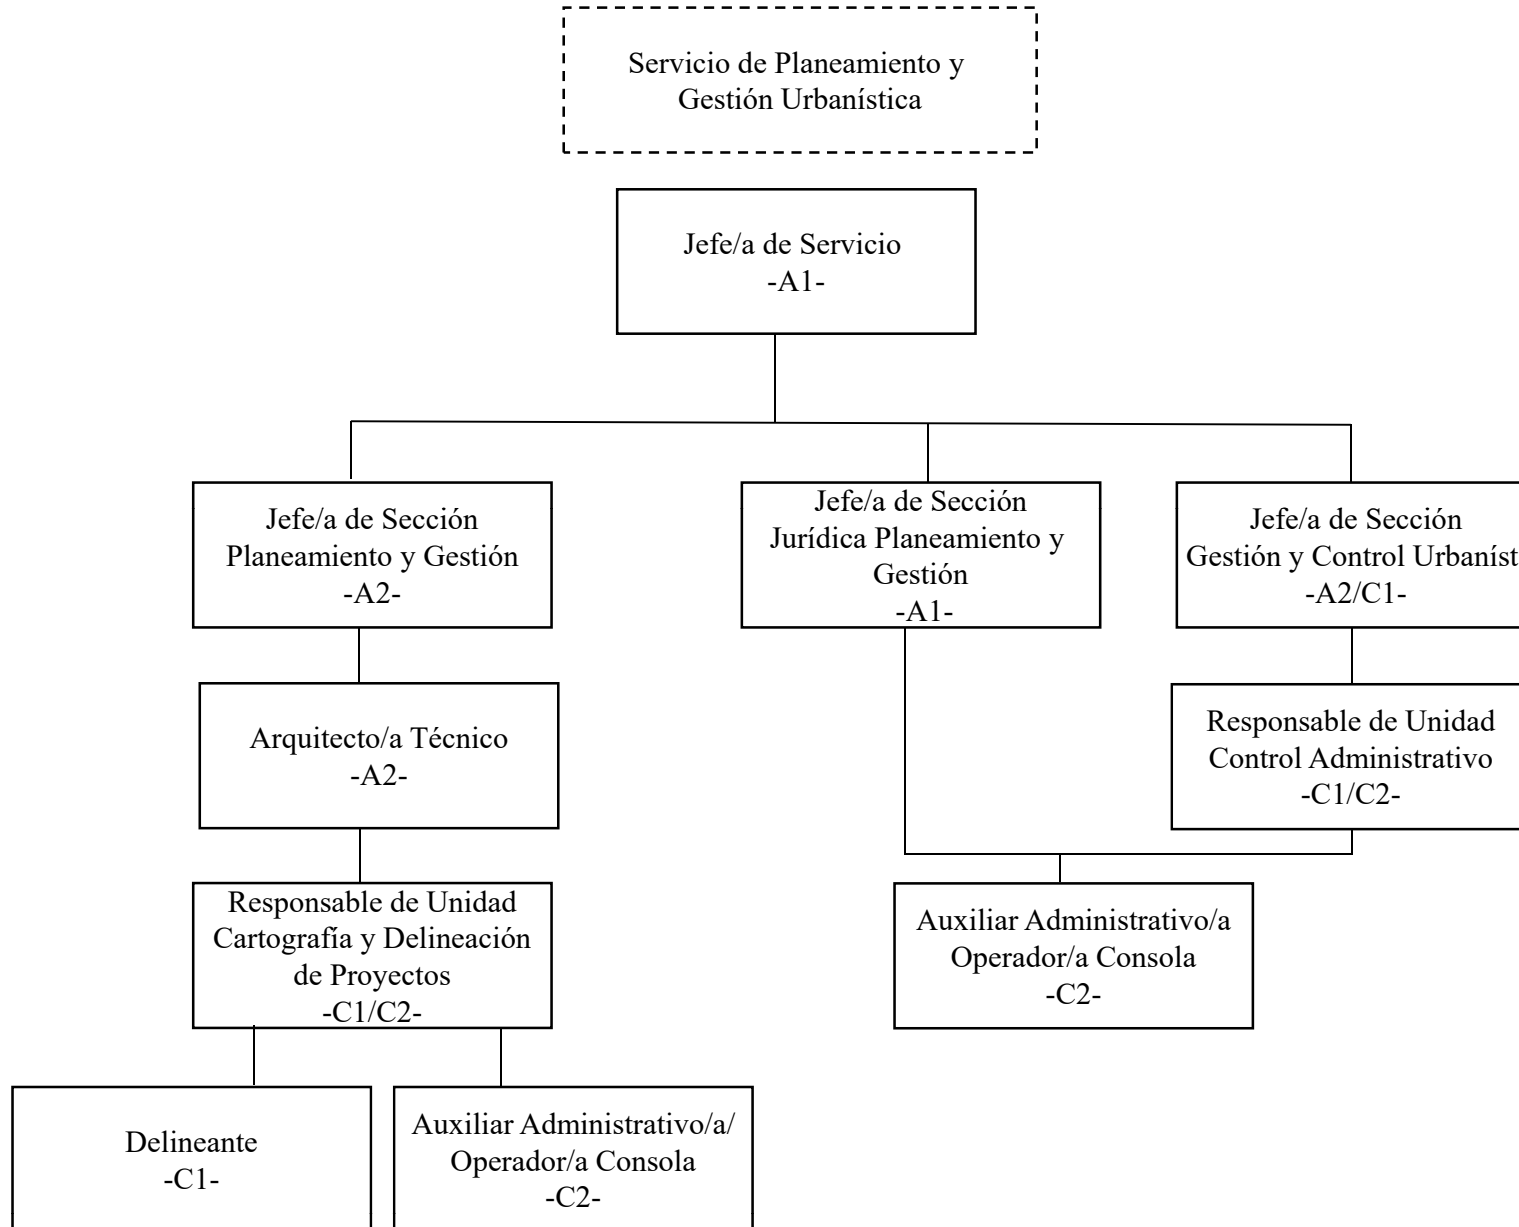 Servicio de Planeamiento y
Gestión Urbanística
Jefe/a de Servicio
-A1-
Jefe/a de Sección
Planeamiento y Gestión
-A2-
Jefe/a de Sección
Jurídica Planeamiento y
Gestión
-A1-
Jefe/a de Sección
Gestión y Control Urbaníst
-A2/C1-
Arquitecto/a Técnico
-A2-
Responsable de Unidad
Control Administrativo
-C1/C2-
Responsable de Unidad
Cartografía y Delineación
de Proyectos
-C1/C2-
Auxiliar Administrativo/a
Operador/a Consola
-C2-
Delineante
-C1-
Auxiliar Administrativo/a/
Operador/a Consola
-C2-